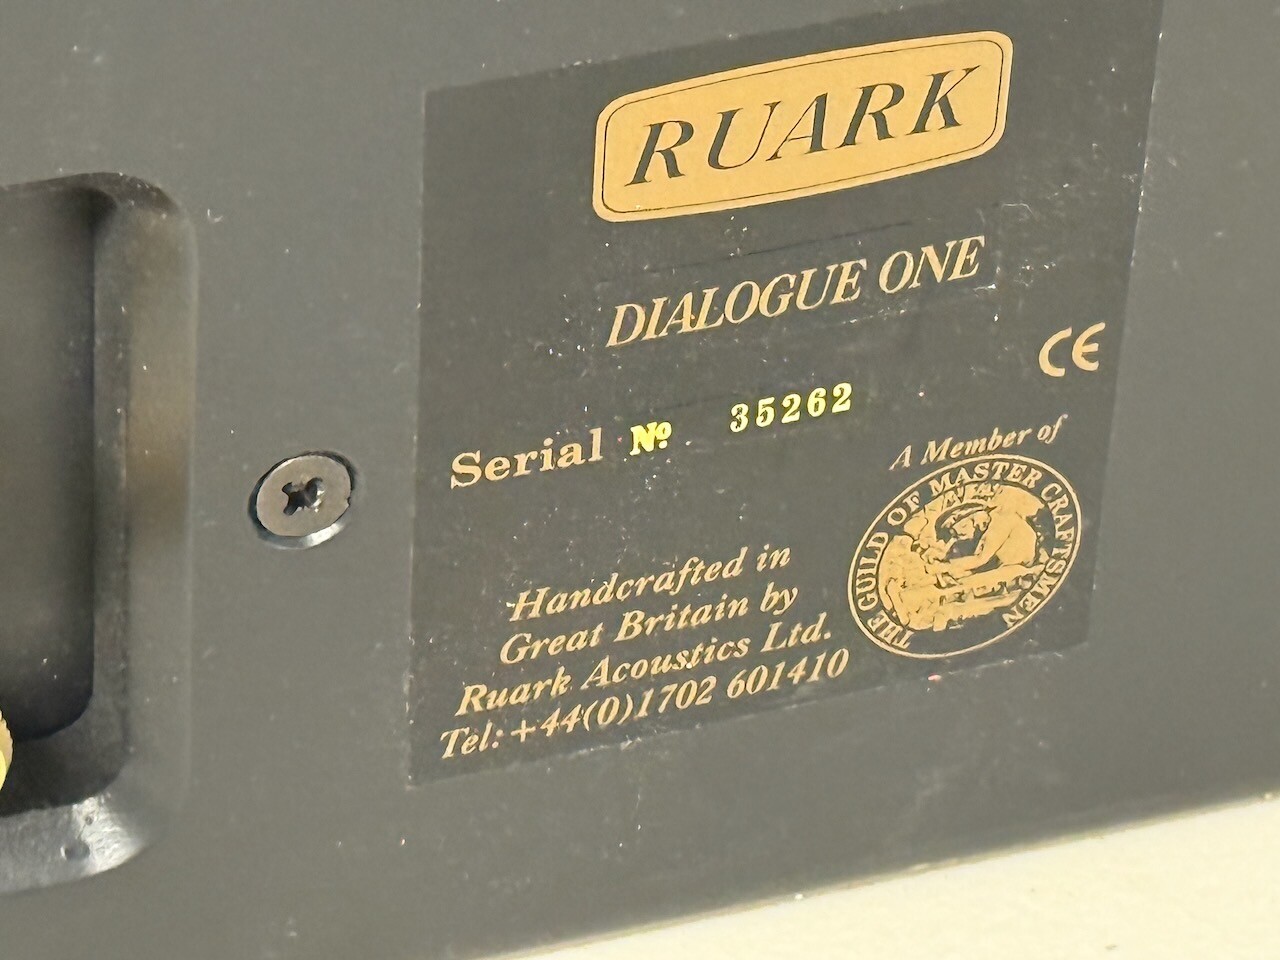 RUARK
DIALOGUE ONE
CE
Serial Nº 35262
A Member of
THE GUILD OF MASTER CRAFTSMEN
Handcrafted in
Great Britain by
Ruark Acoustics Ltd.
Tel: +44(0)1702 601410